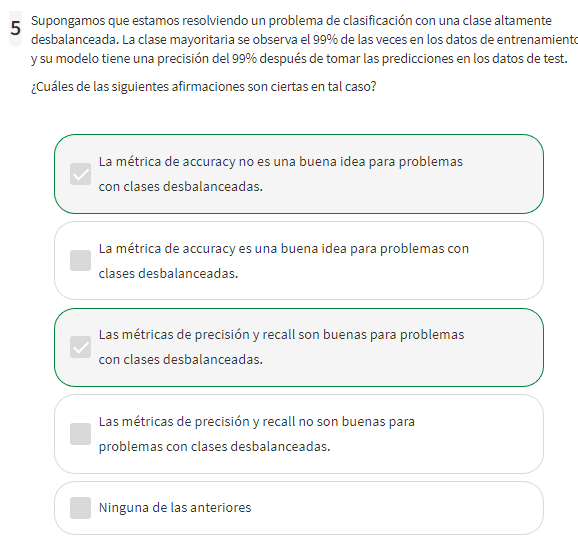 5
Supongamos que estamos resolviendo un problema de clasificación con una clase altamente
desbalanceada. La clase mayoritaria se observa el 99% de las veces en los datos de entrenamiento
y su modelo tiene una precisión del 99% después de tomar las predicciones en los datos de test.
¿Cuáles de las siguientes afirmaciones son ciertas en tal caso?
La métrica de accuracy no es una buena idea para problemas
con clases desbalanceadas.
La métrica de accuracy es una buena idea para problemas con
clases desbalanceadas.
Las métricas de precisión y recall son buenas para problemas
con clases desbalanceadas.
Las métricas de precisión y recall no son buenas para
problemas con clases desbalanceadas.
Ninguna de las anteriores